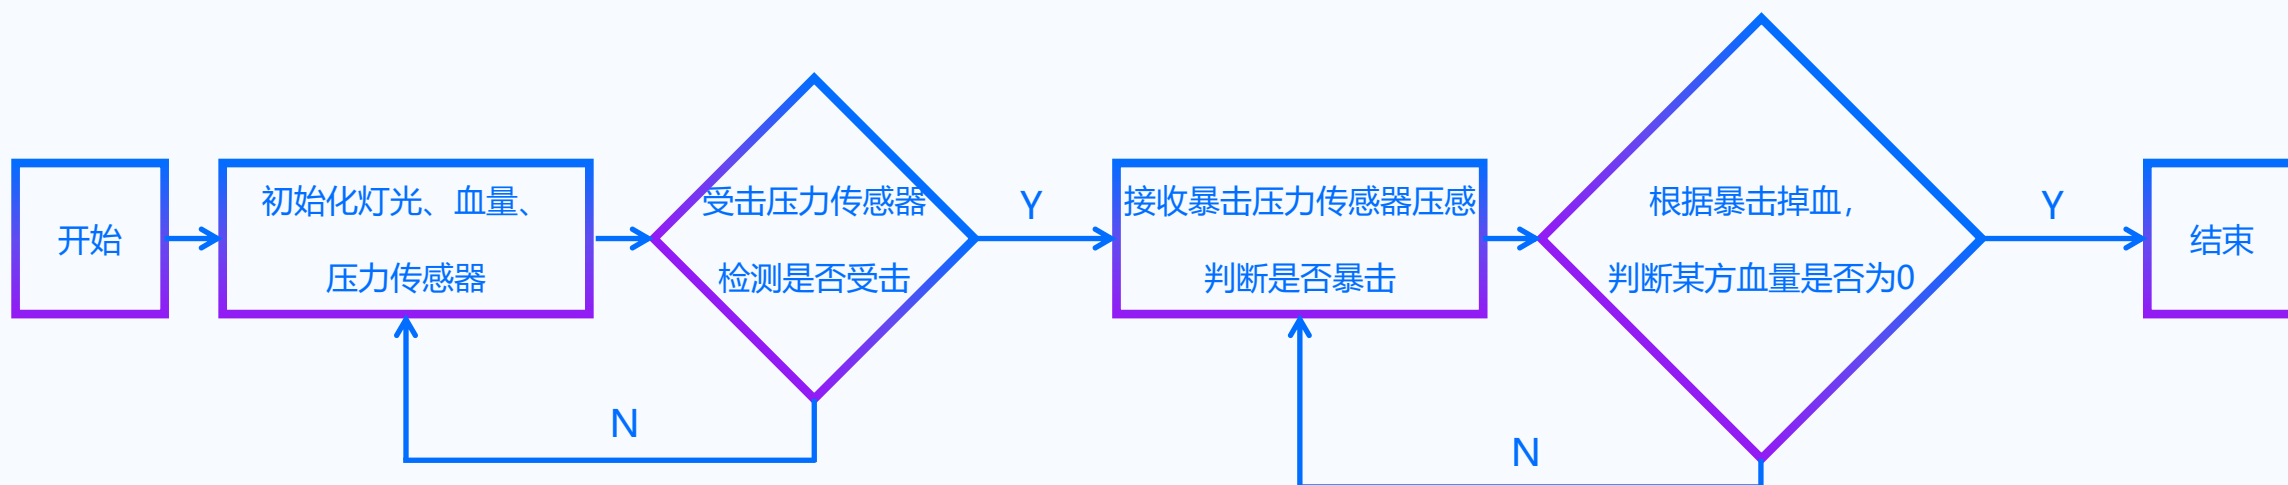 开始
初始化灯光、血量、
压力传感器
受击压力传感器
检测是否受击
Y
N
接收暴击压力传感器压感
判断是否暴击
根据暴击掉血，
判断某方血量是否为0
Y
N
结束